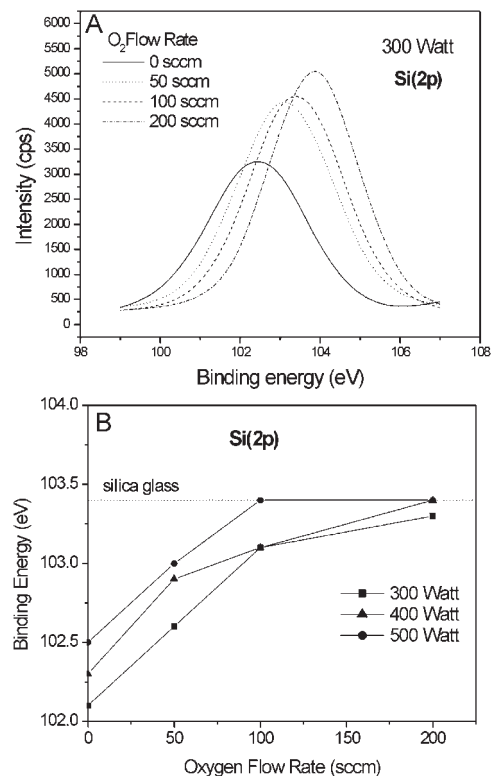 A
O2Flow Rate
0 sccm
50 sccm
100 sccm
200 sccm
300 Watt
Si(2p)
6000
5500
5000
4500
4000
3500
3000
2500
2000
1500
1000
500
0
Intensity (cps)
98 100 102 104 106 108
Binding energy (eV)
B
Si(2p)
silica glass
104.0
103.5
103.0
102.5
102.0
Binding Energy (eV)
300 Watt
400 Watt
500 Watt
0 50 100 150 200
Oxygen Flow Rate (sccm)